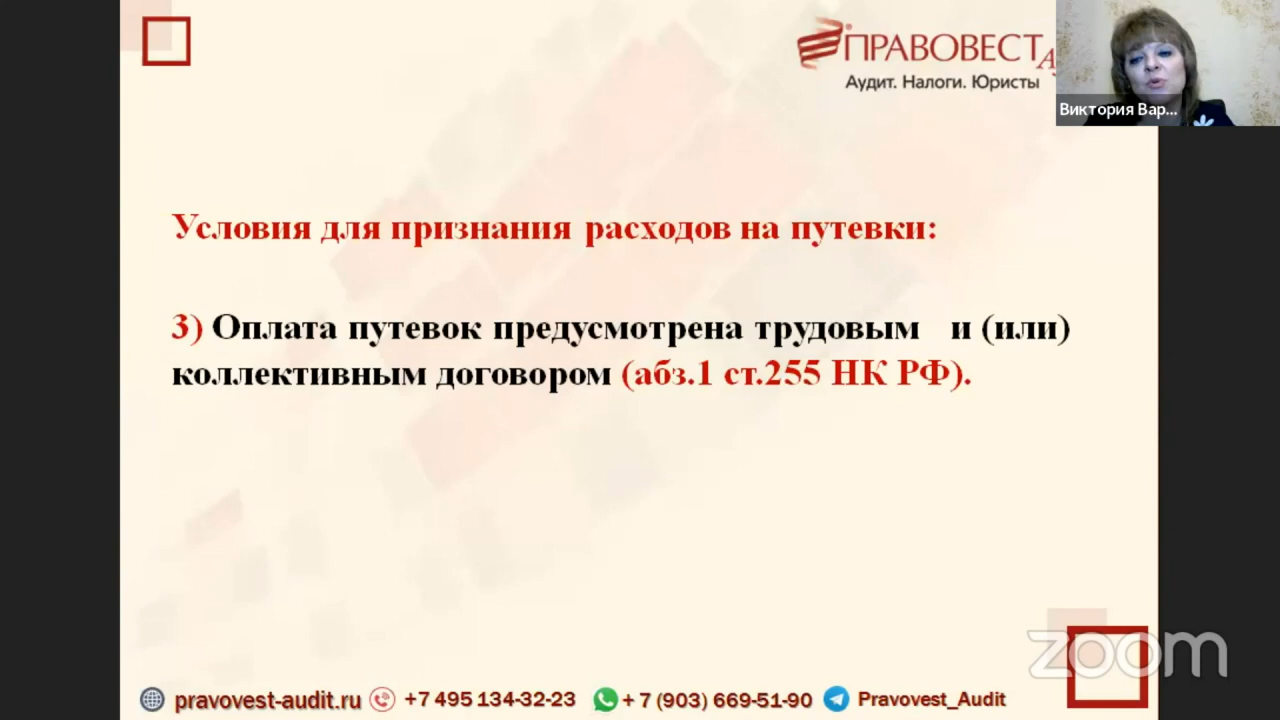 ПРАВОВЕСТ
Аудит. Налоги. Юристы
Виктория Вар...
Условия для признания расходов на путевки:
3) Оплата путевок предусмотрена трудовым и (или)
коллективным договором (абз.1 ст.255 НК РФ).
zoom
pravovest-audit.ru +7 495 134-32-23 + 7 (903) 669-51-90 Pravovest_Audit